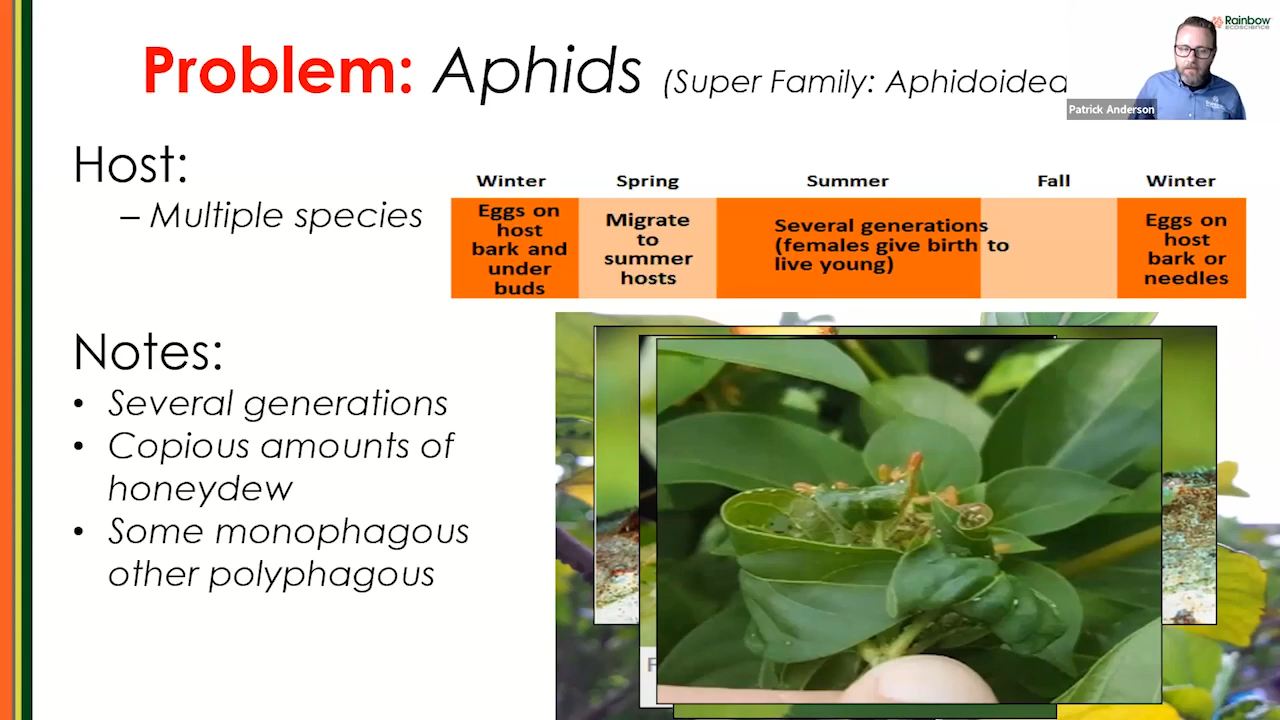 Problem: Aphids (Super Family: Aphidoidea
Rainbow
ecoscience
Patrick Anderson
Host:
– Multiple species
Winter Spring Summer Fall Winter
Eggs on
host
bark and
under
buds
Migrate
to
summer
hosts
Several generations
(females give birth to
live young)
Eggs on
host
bark or
needles
Notes:
• Several generations
• Copious amounts of
honeydew
• Some monophagous
other polyphagous